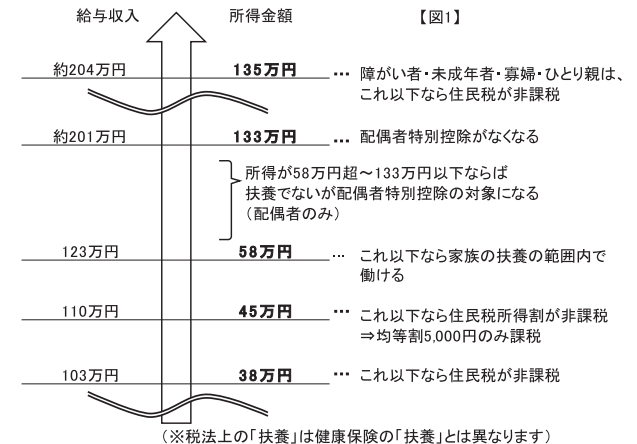 給与収入 所得金額 【図1】
約204万円 135万円 … 障がい者・未成年者・寡婦・ひとり親は、
これ以下なら住民税が非課税
約201万円 133万円 … 配偶者特別控除がなくなる
所得が58万円超～133万円以下ならば
扶養でないが配偶者特別控除の対象になる
（配偶者のみ）
123万円 58万円 … これ以下なら家族の扶養の範囲内で
働ける
110万円 45万円 … これ以下なら住民税所得割が非課税
⇒均等割5,000円のみ課税
103万円 38万円 … これ以下なら住民税が非課税
（※税法上の「扶養」は健康保険の「扶養」とは異なります）